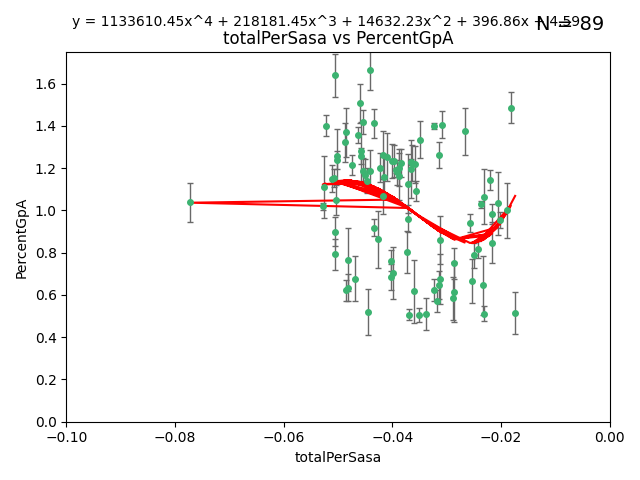 y = 1133610.45x^4 + 218181.45x^3 + 14632.23x^2 + 396.86x + 4.59
N = 89
totalPerSasa vs PercentGpA
PercentGpA
1.6
1.4
1.2
1.0
0.8
0.6
0.4
0.2
0.0
−0.10 −0.08 −0.06 −0.04 −0.02 0.00
totalPerSasa